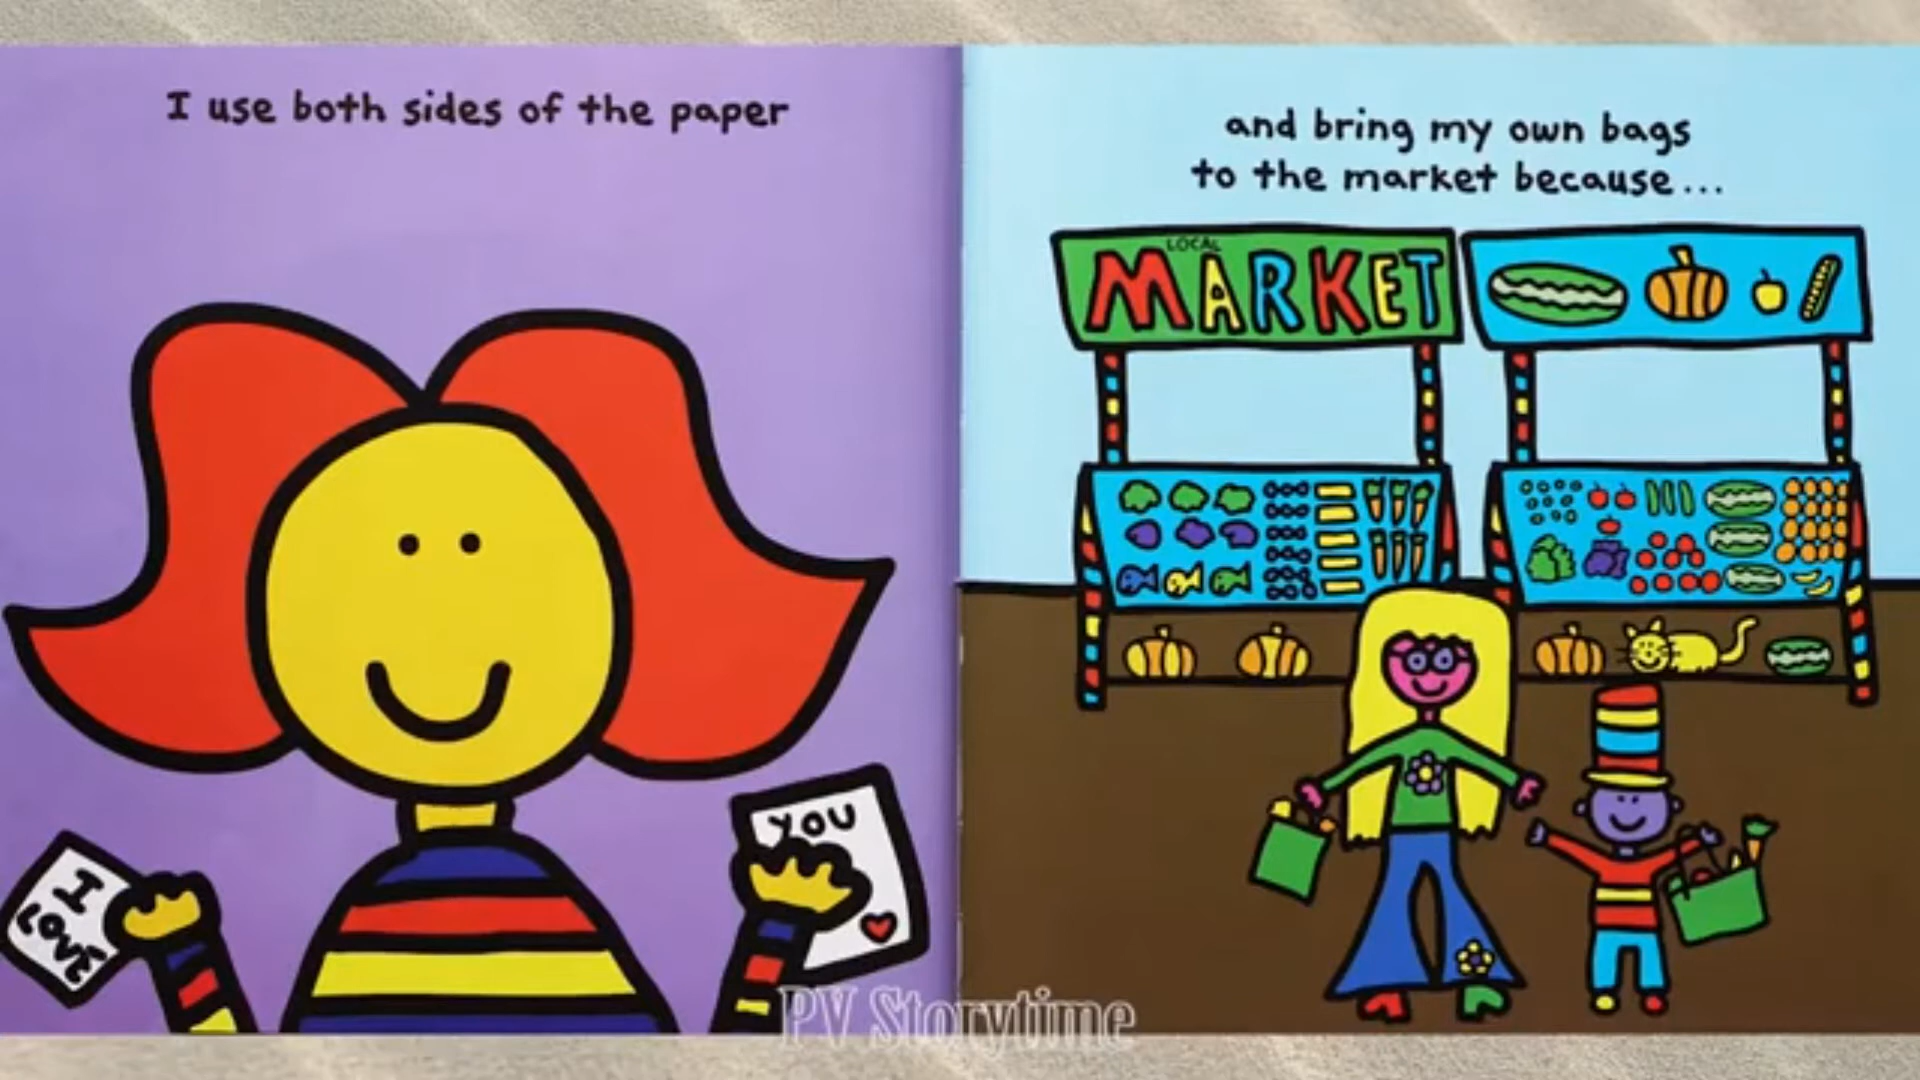 I use both sides of the paper
I
LOVE
YOU
and bring my own bags
to the market because...
LOCAL
MARKET
PV Storytime